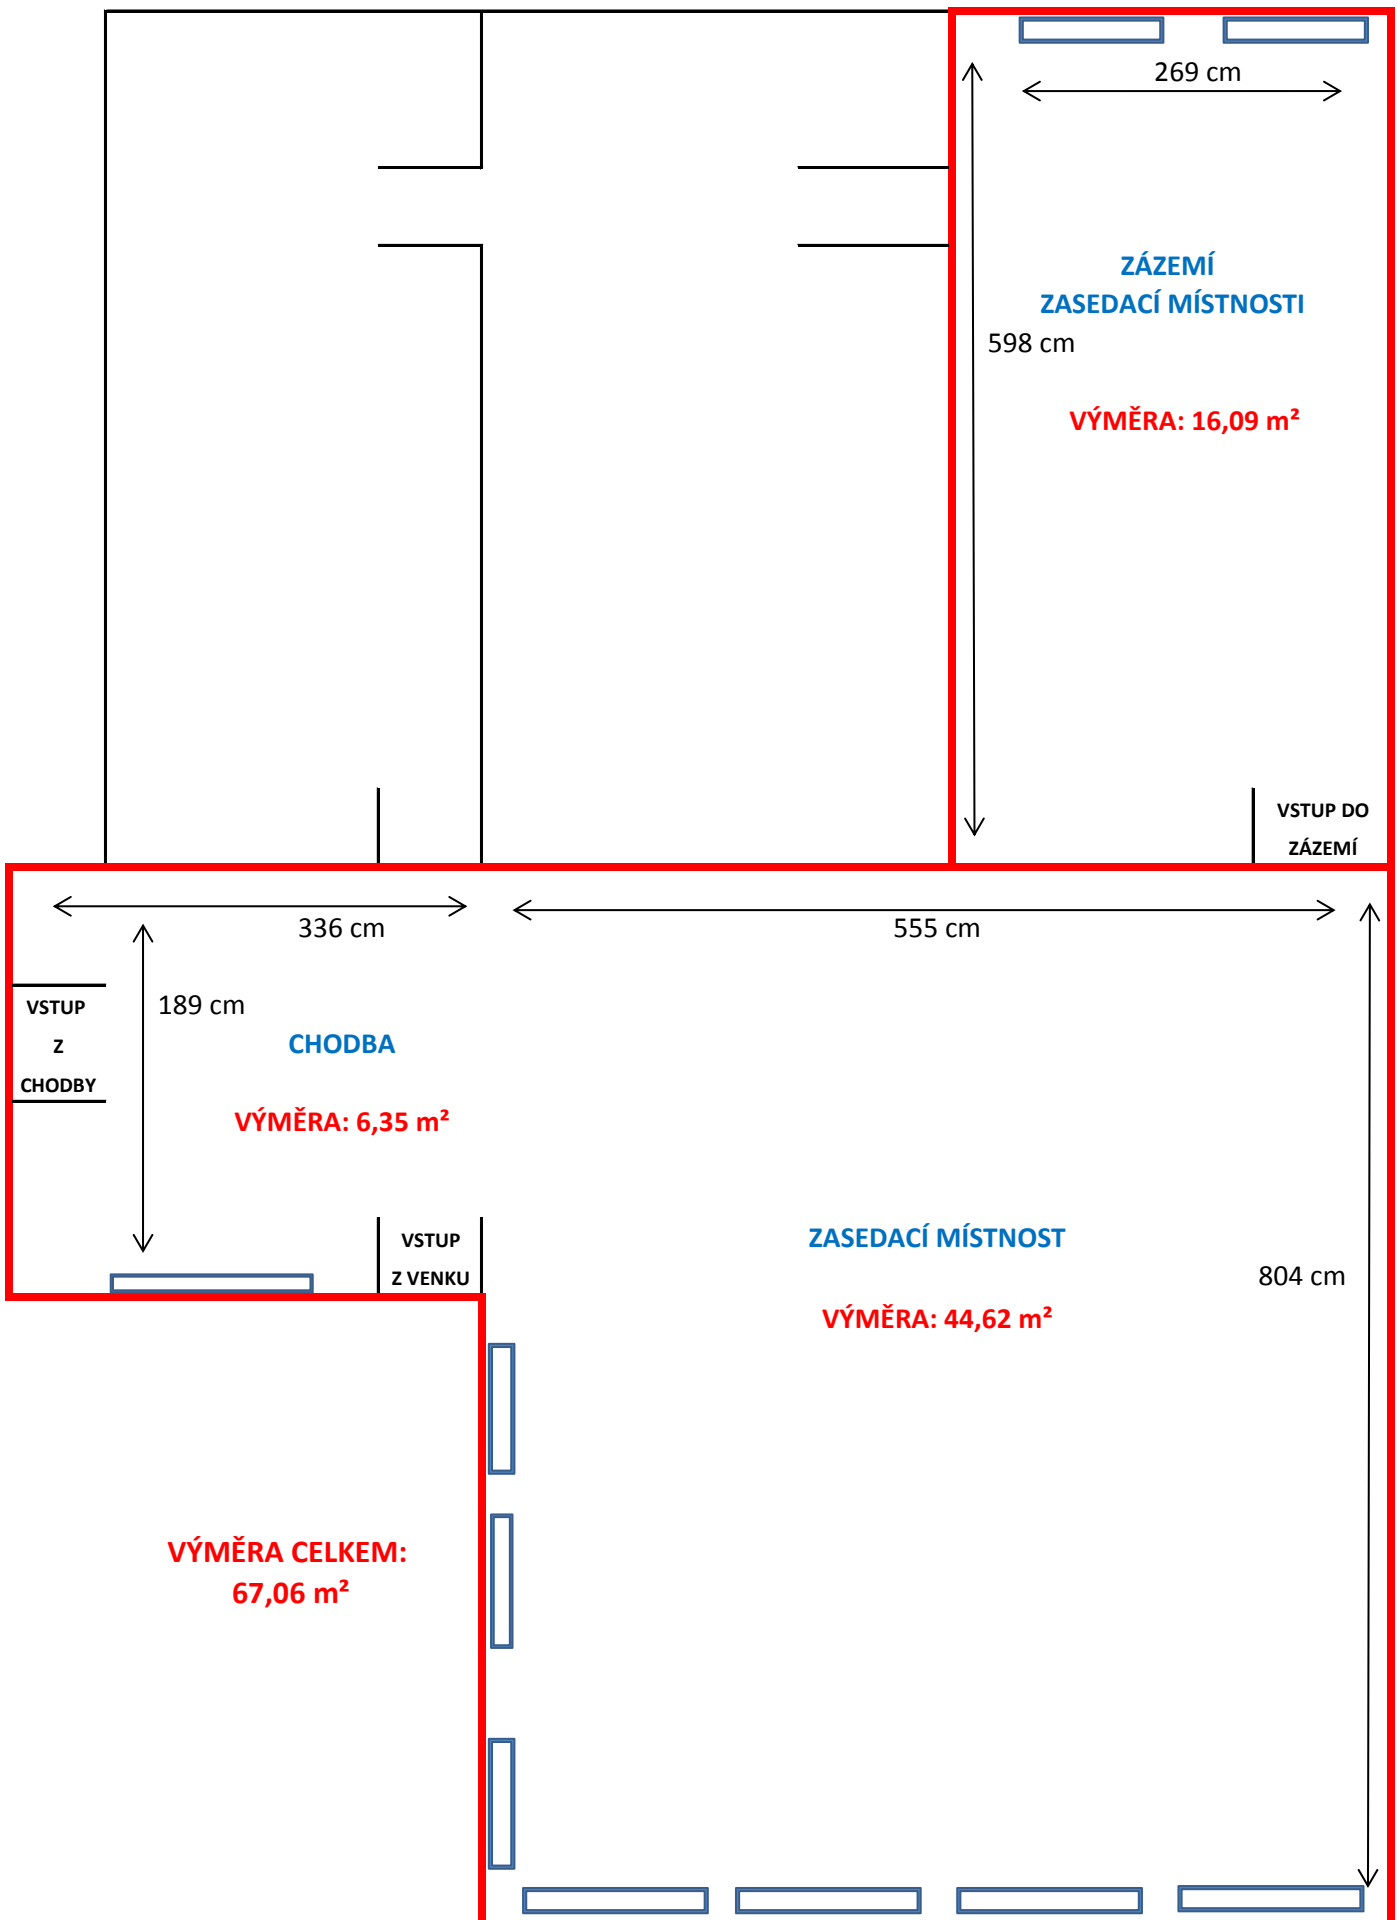 269 cm
ZÁZEMÍ
ZASEDACÍ MÍSTNOSTI
598 cm
VÝMĚRA: 16,09 m²
VSTUP DO
ZÁZEMÍ
336 cm
555 cm
189 cm
VSTUP
Z
CHODBY
CHODBA
VÝMĚRA: 6,35 m²
VSTUP
Z VENKU
ZASEDACÍ MÍSTNOST
804 cm
VÝMĚRA: 44,62 m²
VÝMĚRA CELKEM:
67,06 m²